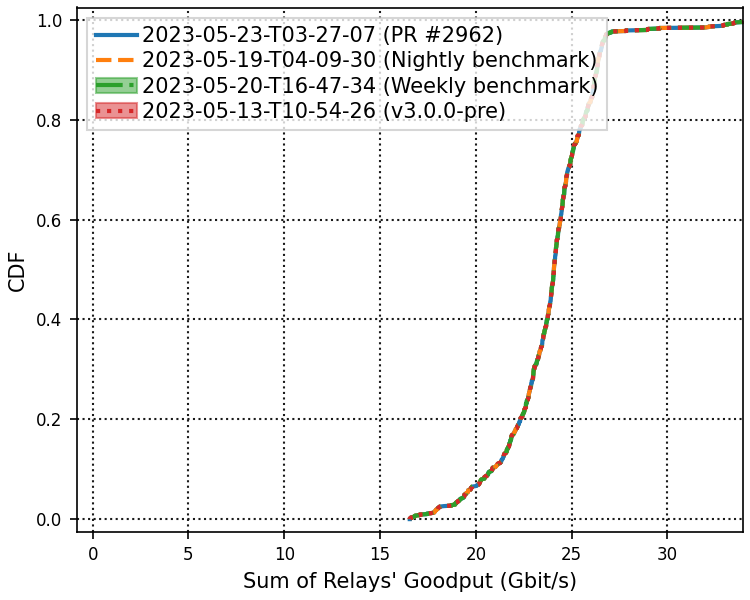 1.0
0.8
0.6
0.4
0.2
0.0
CDF
2023-05-23-T03-27-07 (PR #2962)
2023-05-19-T04-09-30 (Nightly benchmark)
2023-05-20-T16-47-34 (Weekly benchmark)
2023-05-13-T10-54-26 (v3.0.0-pre)
0 5 10 15 20 25 30
Sum of Relays' Goodput (Gbit/s)